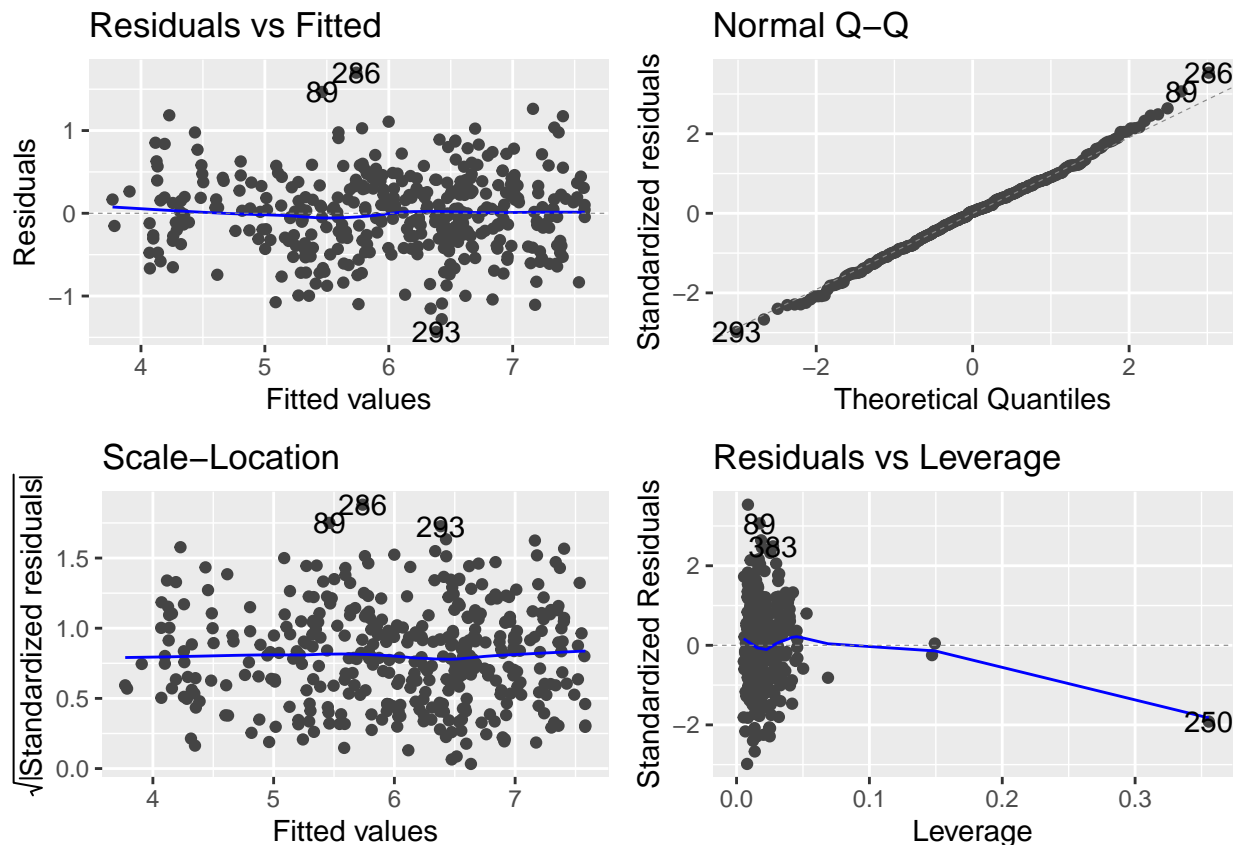 Residuals vs Fitted
286
89
293
1
0
−1
4 5 6 7
Residuals
Fitted values
Normal Q−Q
286
89
293
2
0
−2
−2 0 2
Standardized residuals
Theoretical Quantiles
Scale−Location
286
89
293
1.5
1.0
0.5
0.0
4 5 6 7
√|Standardized residuals|
Fitted values
Residuals vs Leverage
89
383
250
2
0
−2
0.0 0.1 0.2 0.3
Standardized Residuals
Leverage